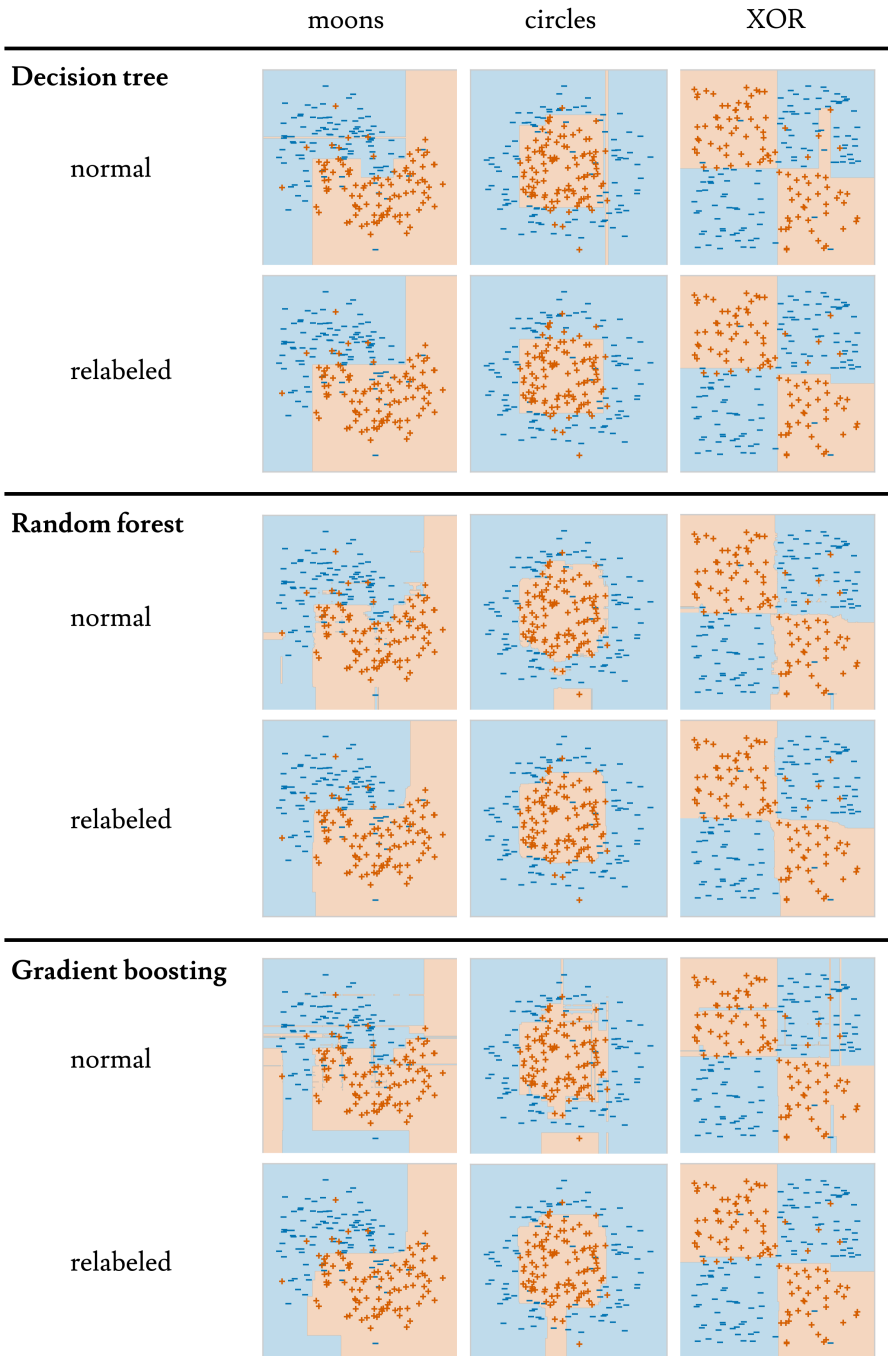 moons circles XOR
Decision tree
normal
relabeled
Random forest
normal
relabeled
Gradient boosting
normal
relabeled